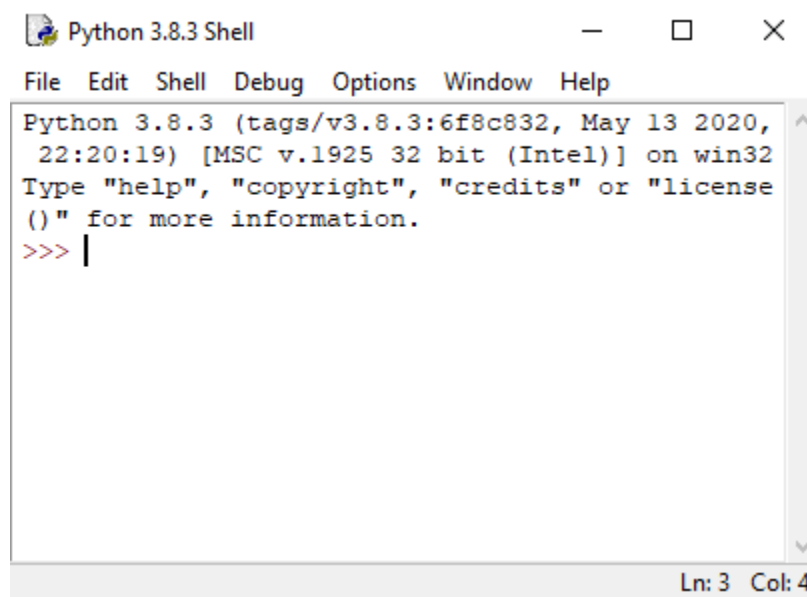 Python 3.8.3 Shell
File Edit Shell Debug Options Window Help
Python 3.8.3 (tags/v3.8.3:6f8c832, May 13 2020,
 22:20:19) [MSC v.1925 32 bit (Intel)] on win32
Type "help", "copyright", "credits" or "license
()" for more information.
>>>
Ln: 3 Col: 4